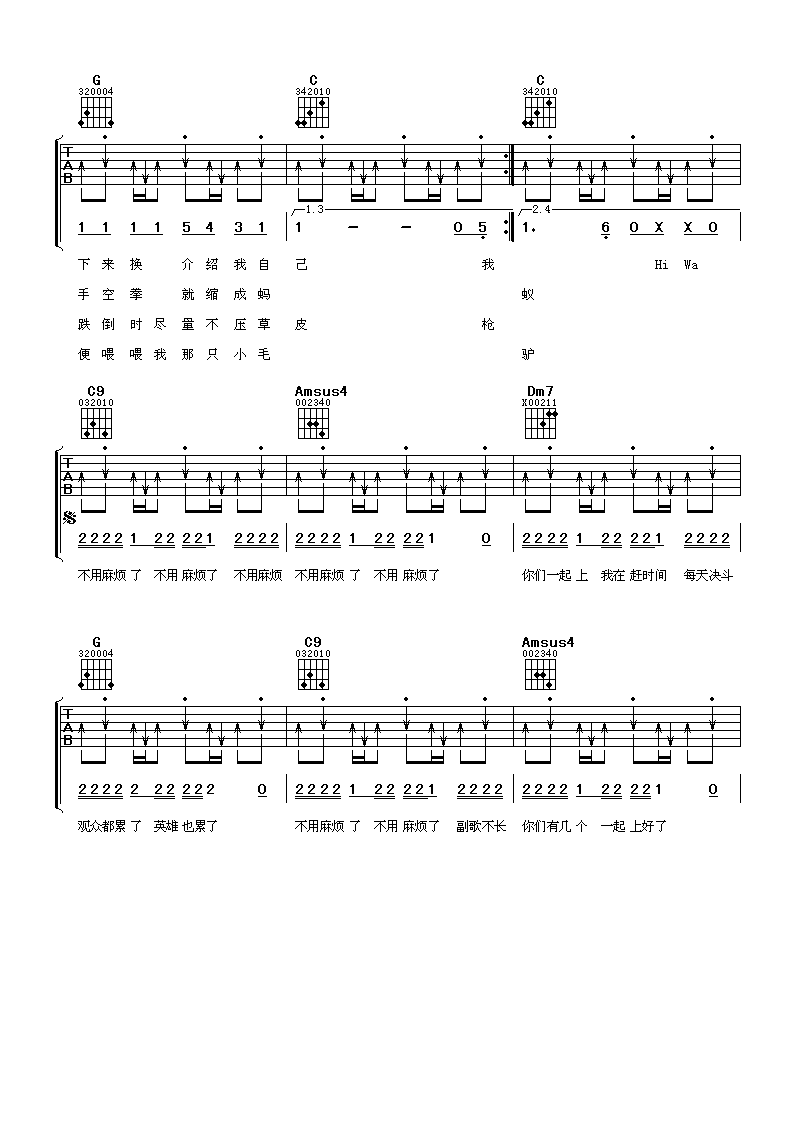 G C C
320004 342010 342010
T
A
B
1.3 2.4
1 1 1 1 5 4 3 1 1 - - 0 5 1. 6 0 X X 0
下 来 换 介 绍 我 自 己 我 Hi Wa
手 空 拳 就 缩 成 蚂 蚁
跌 倒 时 尽 量 不 压 草 皮 枪
便 喂 喂 我 那 只 小 毛 驴
C9 Amsus4 Dm7
032010 002340 X00211
T
A
B
2222 1 22 221 2222 2222 1 22 221 0 2222 1 22 221 2222
不用麻烦 了 不用 麻烦了 不用麻烦 不用麻烦 了 不用 麻烦了 你们一起 上 我在 赶时间 每天决斗
G C9 Amsus4
320004 032010 002340
T
A
B
2222 2 22 222 0 2222 1 22 221 2222 2222 1 22 221 0
观众都累 了 英雄 也累了 不用麻烦 了 不用 麻烦了 副歌不长 你们有几 个 一起 上好了